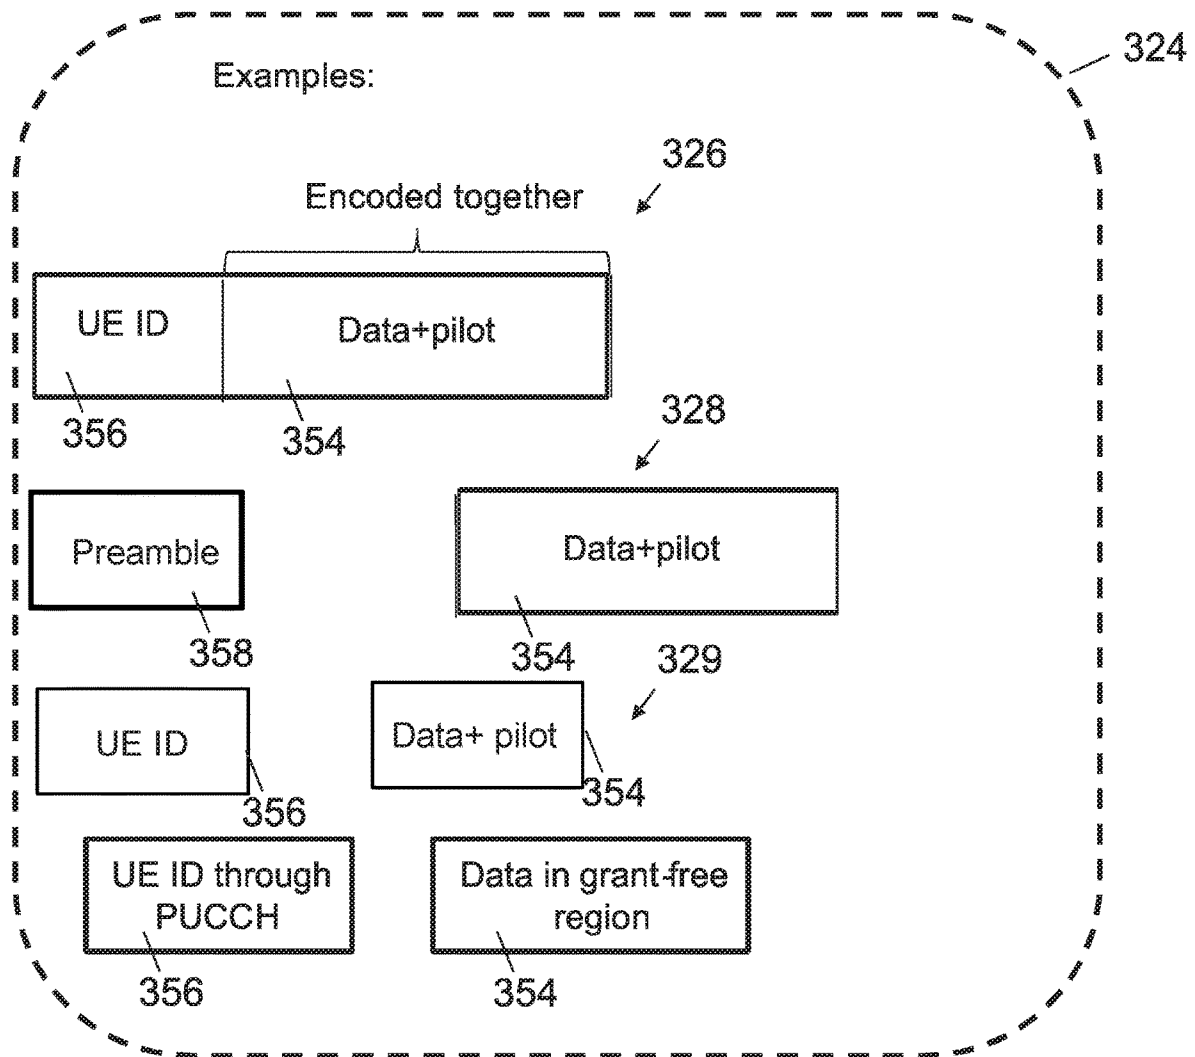 324
Examples:
326
Encoded together
UE ID
Data+pilot
356
354
328
Preamble
Data+pilot
358
354
329
UE ID
Data+ pilot
356
354
UE ID through
PUCCH
Data in grant-free
region
356
354